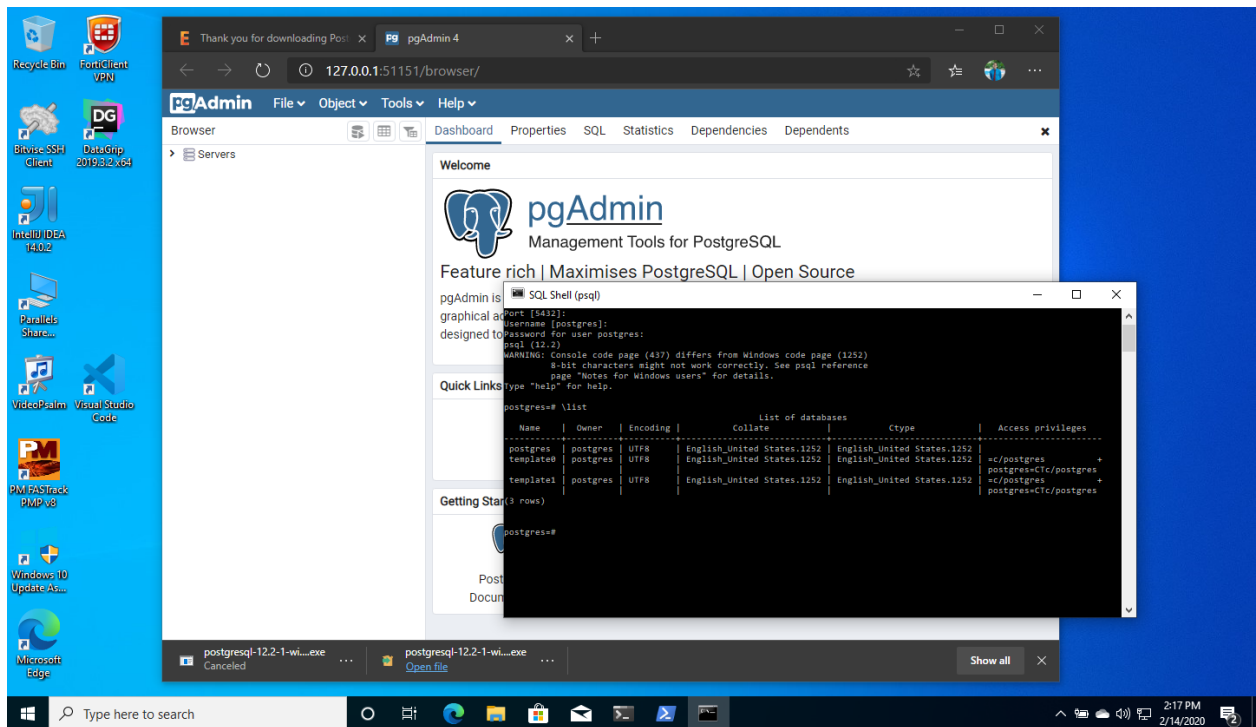 Recycle Bin
FortiClient
VPN
Bitvise SSH
Client
DG
DataGrip
2019.3.2 x64
IntelliJ IDEA
14.0.2
Parallels
Share...
VideoPsalm
Visual Studio
Code
PM
PM FASTrack
PMP v8
Windows 10
Update As...
Microsoft
Edge
E Thank you for downloading Post
Pg pgAdmin 4
127.0.0.1:51151/browser/
pgAdmin File Object Tools Help
Browser
Dashboard Properties SQL Statistics Dependencies Dependents
Servers
Welcome
pgAdmin
Management Tools for PostgreSQL
Feature rich | Maximises PostgreSQL | Open Source
pgAdmin is
graphical ad
designed to
Quick Links
Getting Star
Post
Docum
SQL Shell (psql)
Port [5432]:
Username [postgres]:
Password for user postgres:
psql (12.2)
WARNING: Console code page (437) differs from Windows code page (1252)
8-bit characters might not work correctly. See psql reference
page "Notes for Windows users" for details.
Type "help" for help.
postgres=# \list
List of databases
Name | Owner | Encoding | Collate | Ctype | Access privileges
-----------+----------+----------+----------------------------+----------------------------+-----------------------
postgres | postgres | UTF8 | English_United States.1252 | English_United States.1252 |
template0 | postgres | UTF8 | English_United States.1252 | English_United States.1252 | =c/postgres +
| | | | | postgres=CTc/postgres
template1 | postgres | UTF8 | English_United States.1252 | English_United States.1252 | =c/postgres +
| | | | | postgres=CTc/postgres
(3 rows)
postgres=#
postgresql-12.2-1-wi....exe
Canceled
postgresql-12.2-1-wi....exe
Open file
Show all
Type here to search
2:17 PM
2/14/2020
2